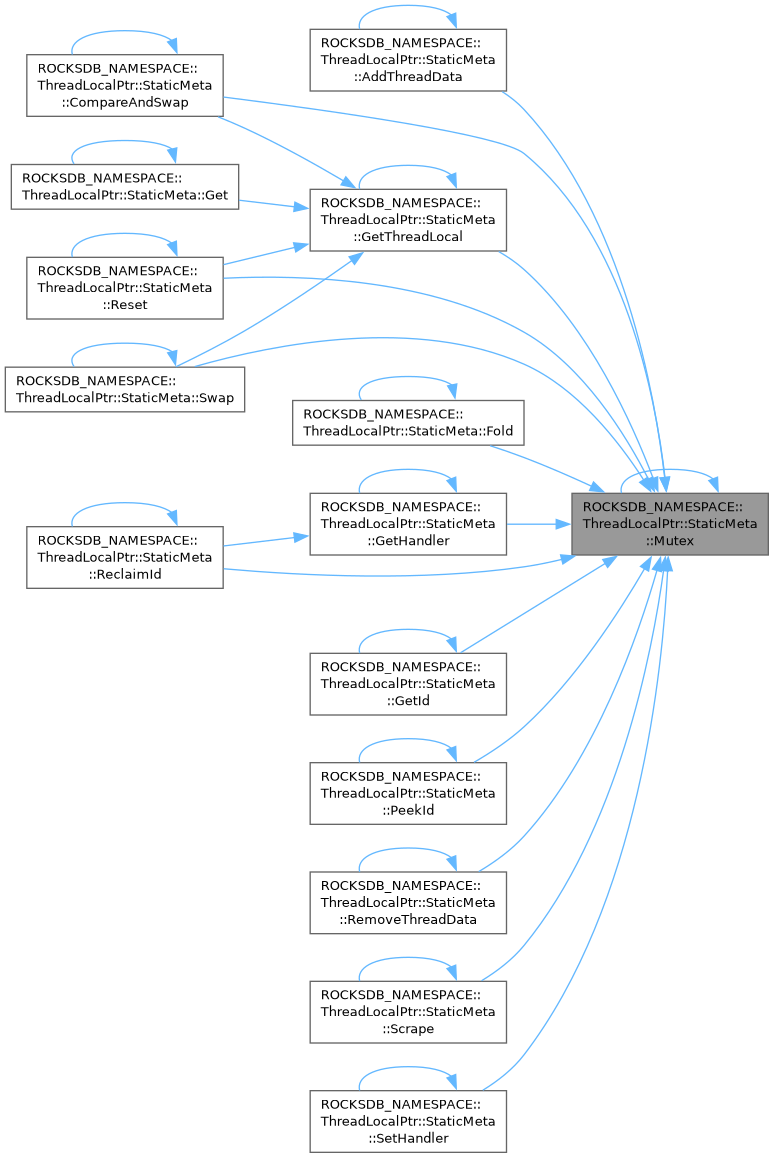 ROCKSDB_NAMESPACE::
ThreadLocalPtr::StaticMeta
::AddThreadData
ROCKSDB_NAMESPACE::
ThreadLocalPtr::StaticMeta
::CompareAndSwap
ROCKSDB_NAMESPACE::
ThreadLocalPtr::StaticMeta::Get
ROCKSDB_NAMESPACE::
ThreadLocalPtr::StaticMeta
::GetThreadLocal
ROCKSDB_NAMESPACE::
ThreadLocalPtr::StaticMeta
::Reset
ROCKSDB_NAMESPACE::
ThreadLocalPtr::StaticMeta::Swap
ROCKSDB_NAMESPACE::
ThreadLocalPtr::StaticMeta::Fold
ROCKSDB_NAMESPACE::
ThreadLocalPtr::StaticMeta
::Mutex
ROCKSDB_NAMESPACE::
ThreadLocalPtr::StaticMeta
::GetHandler
ROCKSDB_NAMESPACE::
ThreadLocalPtr::StaticMeta
::ReclaimId
ROCKSDB_NAMESPACE::
ThreadLocalPtr::StaticMeta
::GetId
ROCKSDB_NAMESPACE::
ThreadLocalPtr::StaticMeta
::PeekId
ROCKSDB_NAMESPACE::
ThreadLocalPtr::StaticMeta
::RemoveThreadData
ROCKSDB_NAMESPACE::
ThreadLocalPtr::StaticMeta
::Scrape
ROCKSDB_NAMESPACE::
ThreadLocalPtr::StaticMeta
::SetHandler